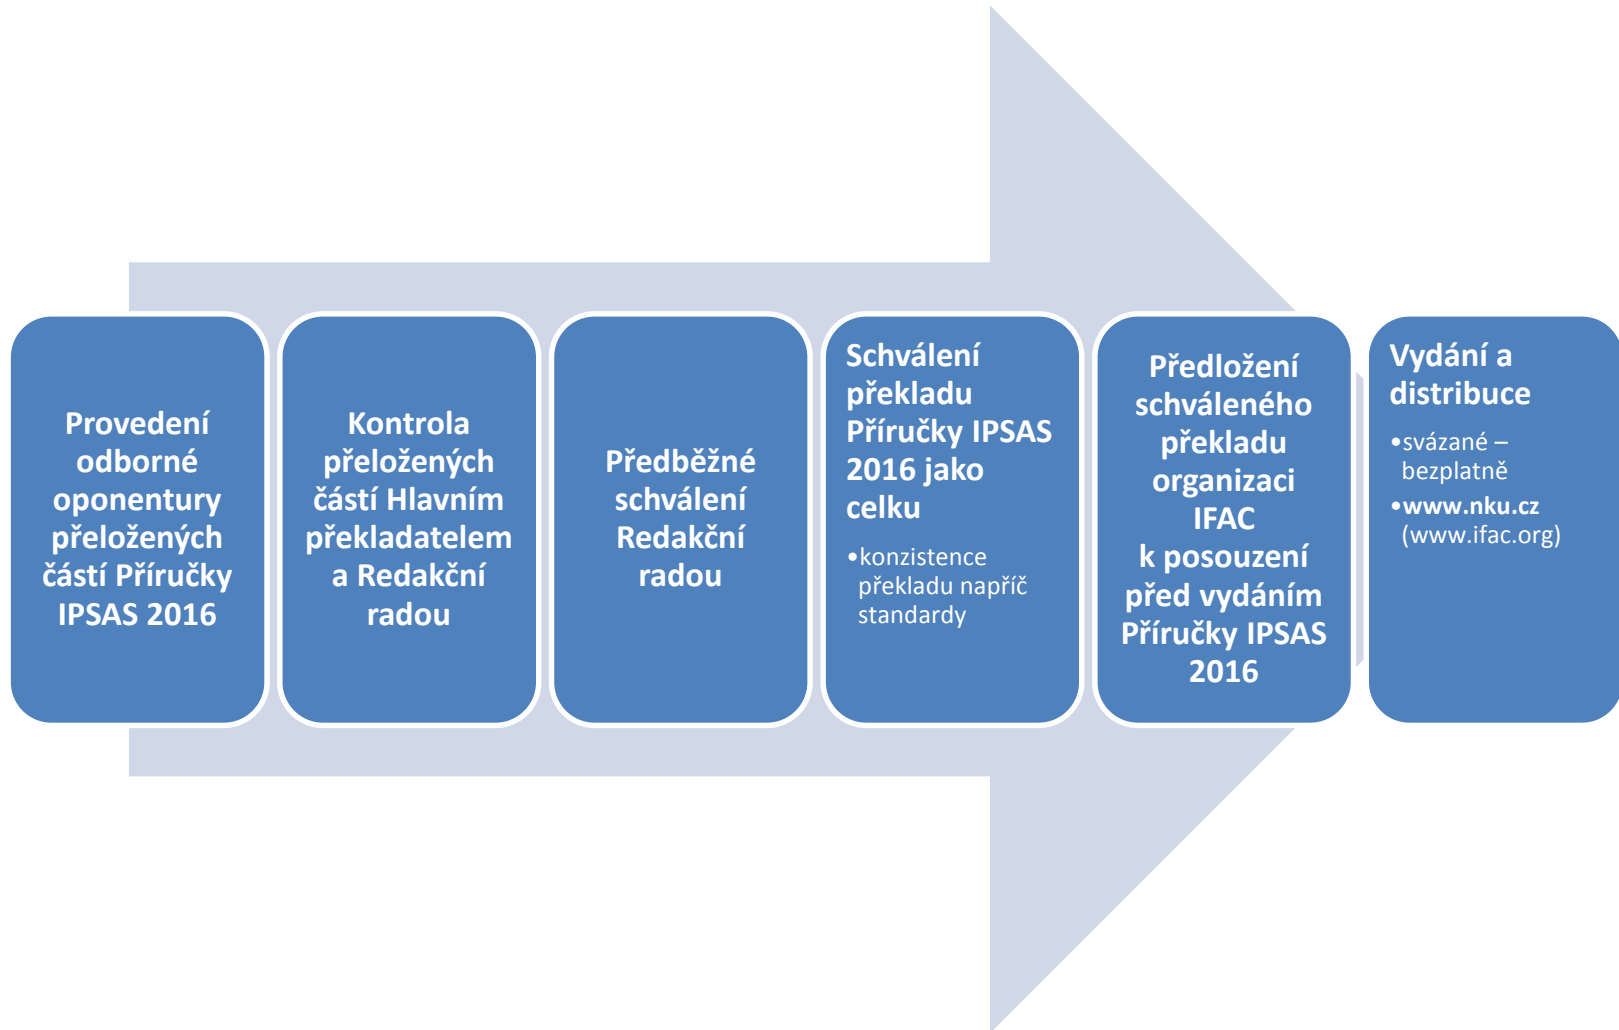 Provedení
odborné
oponentury
přeložených
částí Příručky
IPSAS 2016
Kontrola
přeložených
částí Hlavním
překladatelem
a Redakční
radou
Předběžné
schválení
Redakční
radou
Schválení
překladu
Příručky IPSAS
2016 jako
celku
•konzistence
překladu napříč
standardy
Předložení
schváleného
překladu
organizaci
IFAC
k posouzení
před vydáním
Příručky IPSAS
2016
Vydání a
distribuce
•svázané –
bezplatně
•www.nku.cz
(www.ifac.org)